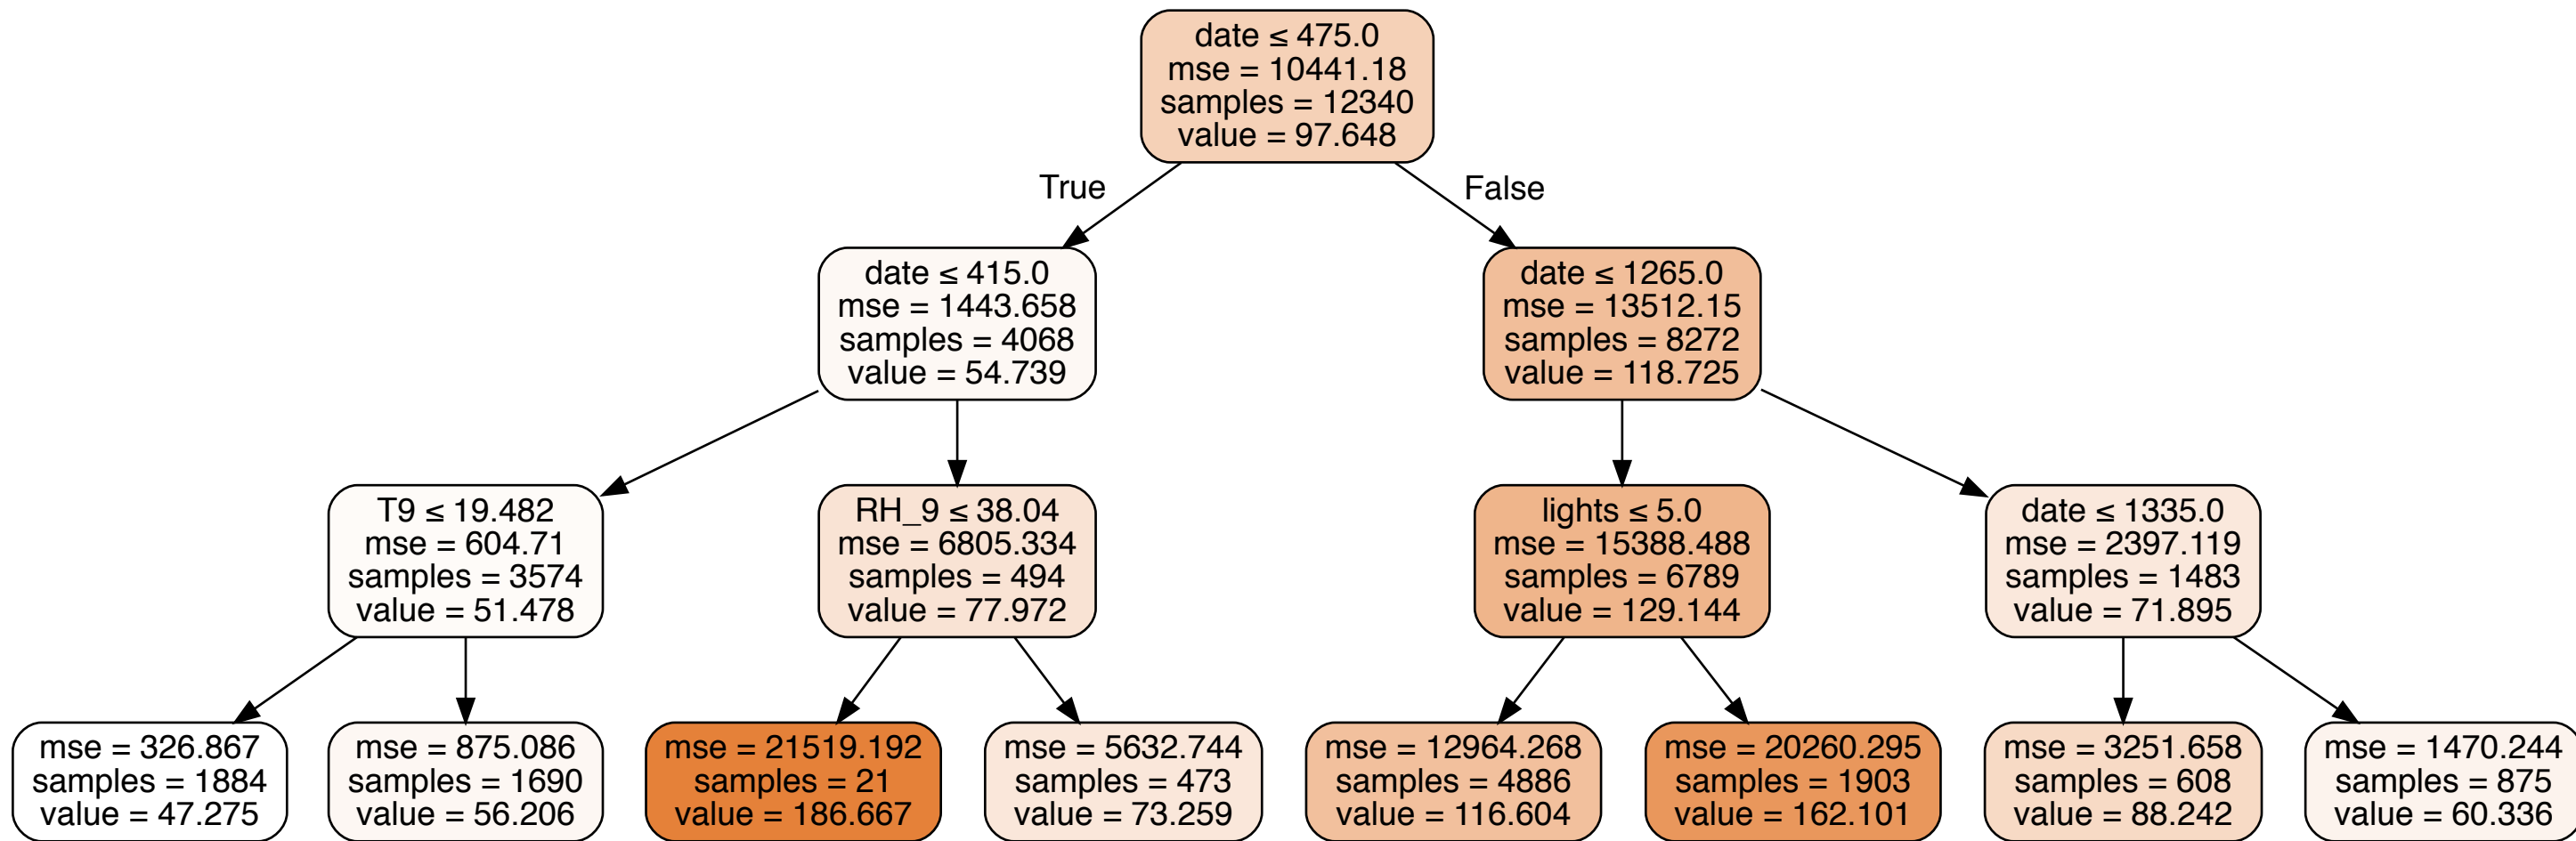 date ≤ 475.0
mse = 10441.18
samples = 12340
value = 97.648
True
False
date ≤ 415.0
mse = 1443.658
samples = 4068
value = 54.739
date ≤ 1265.0
mse = 13512.15
samples = 8272
value = 118.725
T9 ≤ 19.482
mse = 604.71
samples = 3574
value = 51.478
RH_9 ≤ 38.04
mse = 6805.334
samples = 494
value = 77.972
lights ≤ 5.0
mse = 15388.488
samples = 6789
value = 129.144
date ≤ 1335.0
mse = 2397.119
samples = 1483
value = 71.895
mse = 326.867
samples = 1884
value = 47.275
mse = 875.086
samples = 1690
value = 56.206
mse = 21519.192
samples = 21
value = 186.667
mse = 5632.744
samples = 473
value = 73.259
mse = 12964.268
samples = 4886
value = 116.604
mse = 20260.295
samples = 1903
value = 162.101
mse = 3251.658
samples = 608
value = 88.242
mse = 1470.244
samples = 875
value = 60.336